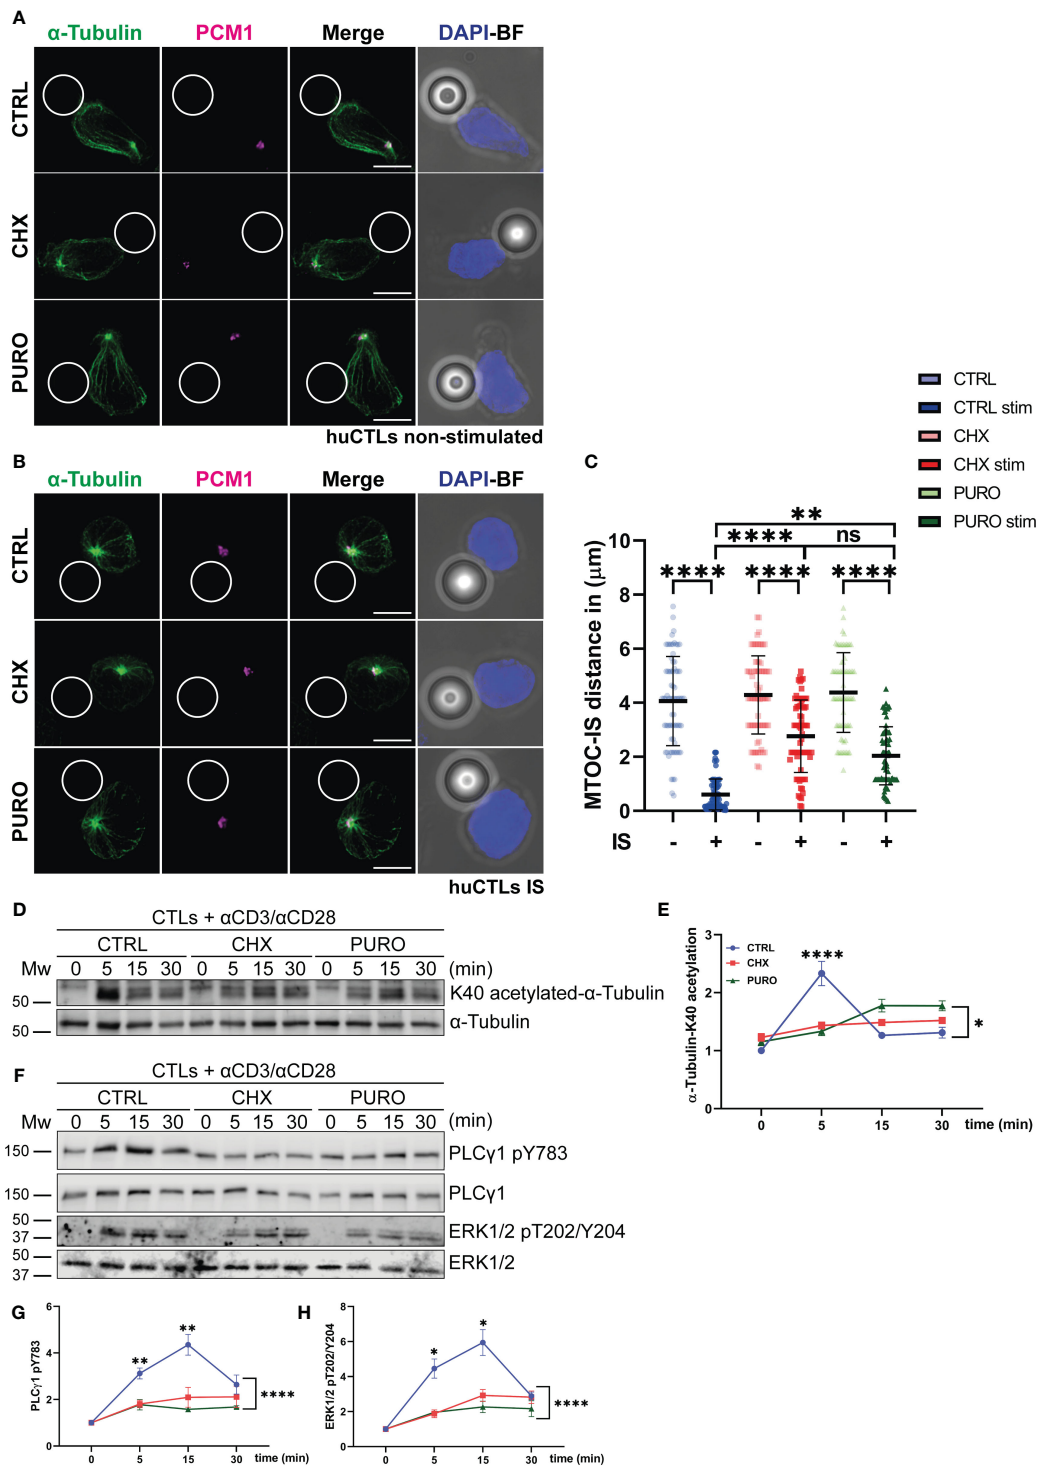 A
α-Tubulin PCM1 Merge DAPI-BF
CTRL
CHX
PURO
huCTLs non-stimulated
B
α-Tubulin PCM1 Merge DAPI-BF
CTRL
CHX
PURO
huCTLs IS
C
CTRL
CTRL stim
CHX
CHX stim
PURO
PURO stim
MTOC-IS distance in (μm)
10
8
6
4
2
0
**
**** ns
**** **** ****
IS - + - + - +
D
CTLs + αCD3/αCD28
CTRL CHX PURO
Mw 0 5 15 30 0 5 15 30 0 5 15 30 (min)
50 K40 acetylated-α-Tubulin
50 α-Tubulin
E
α-Tubulin-K40 acetylation
3
2
1
0
CTRL
CHX
PURO
****
*
0 5 15 30 time (min)
F
CTLs + αCD3/αCD28
CTRL CHX PURO
Mw 0 5 15 30 0 5 15 30 0 5 15 30 (min)
150 PLCγ1 pY783
150 PLCγ1
50
37 ERK1/2 pT202/Y204
50
37 ERK1/2
G
PLCγ1 pY783
6
4
2
0
** **
****
0 5 15 30 time (min)
H
ERK1/2 pT202/Y204
8
6
4
2
0
* *
****
0 5 15 30 time (min)